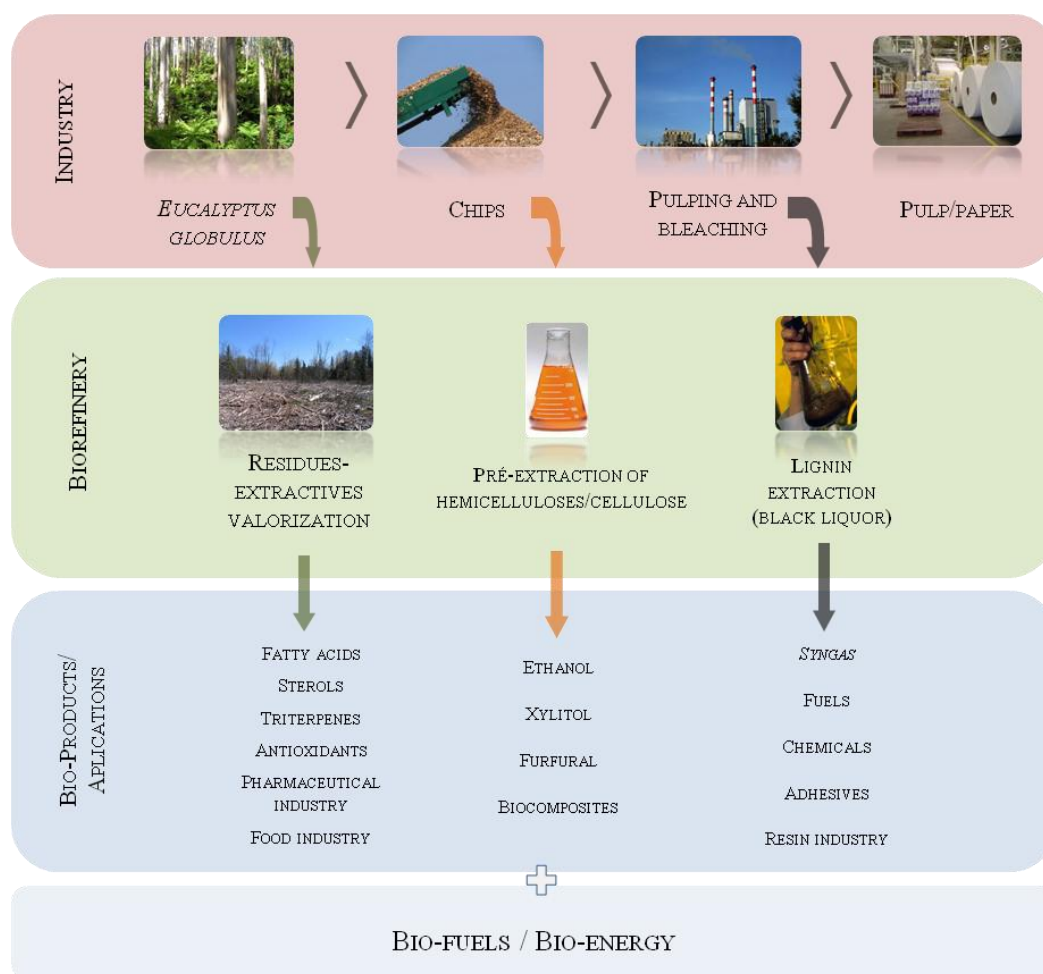 INDUSTRY
EUCALYPTUS
GLOBULUS
CHIPS
PULPING AND
BLEACHING
PULP/PAPER
BIOREFINERY
RESIDUES-
EXTRACTIVES
VALORIZATION
PRÉ-EXTRACTION OF
HEMICELLULOSES/CELLULOSE
LIGNIN
EXTRACTION
(BLACK LIQUOR)
BIO-PRODUCTS/
APLICATIONS
FATTY ACIDS
STEROLS
TRITERPENES
ANTIOXIDANTS
PHARMACEUTICAL
INDUSTRY
FOOD INDUSTRY
ETHANOL
XYLITOL
FURFURAL
BIOCOMPOSITES
SYNGAS
FUELS
CHEMICALS
ADHESIVES
RESIN INDUSTRY
BIO-FUELS / BIO-ENERGY